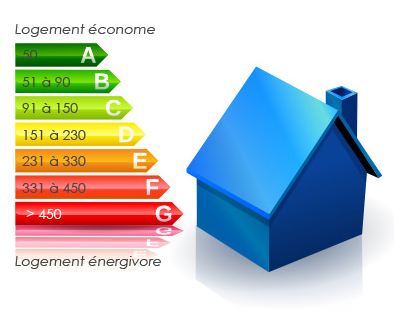 Logement économe
50 A
51 à 90 B
91 à 150 C
151 à 230 D
231 à 330 E
331 à 450 F
> 450 G
Logement énergivore